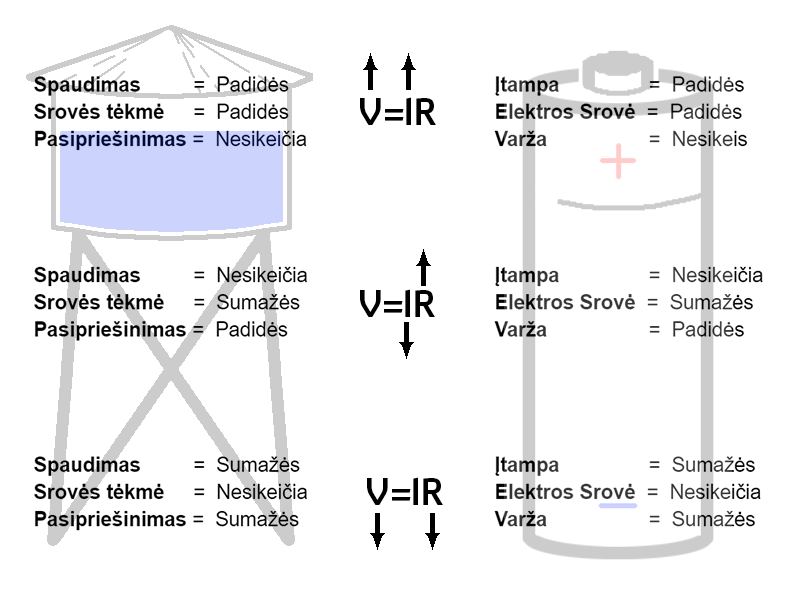 Spaudimas = Padidės
Srovės tėkmė = Padidės
Pasipriešinimas = Nesikeičia
V=IR
Įtampa = Padidės
Elektros Srovė = Padidės
Varža = Nesikeis
Spaudimas = Nesikeičia
Srovės tėkmė = Sumažės
Pasipriešinimas = Padidės
V=IR
Įtampa = Nesikeičia
Elektros Srovė = Sumažės
Varža = Padidės
Spaudimas = Sumažės
Srovės tėkmė = Nesikeičia
Pasipriešinimas = Sumažės
V=IR
Įtampa = Sumažės
Elektros Srovė = Nesikeičia
Varža = Sumažės